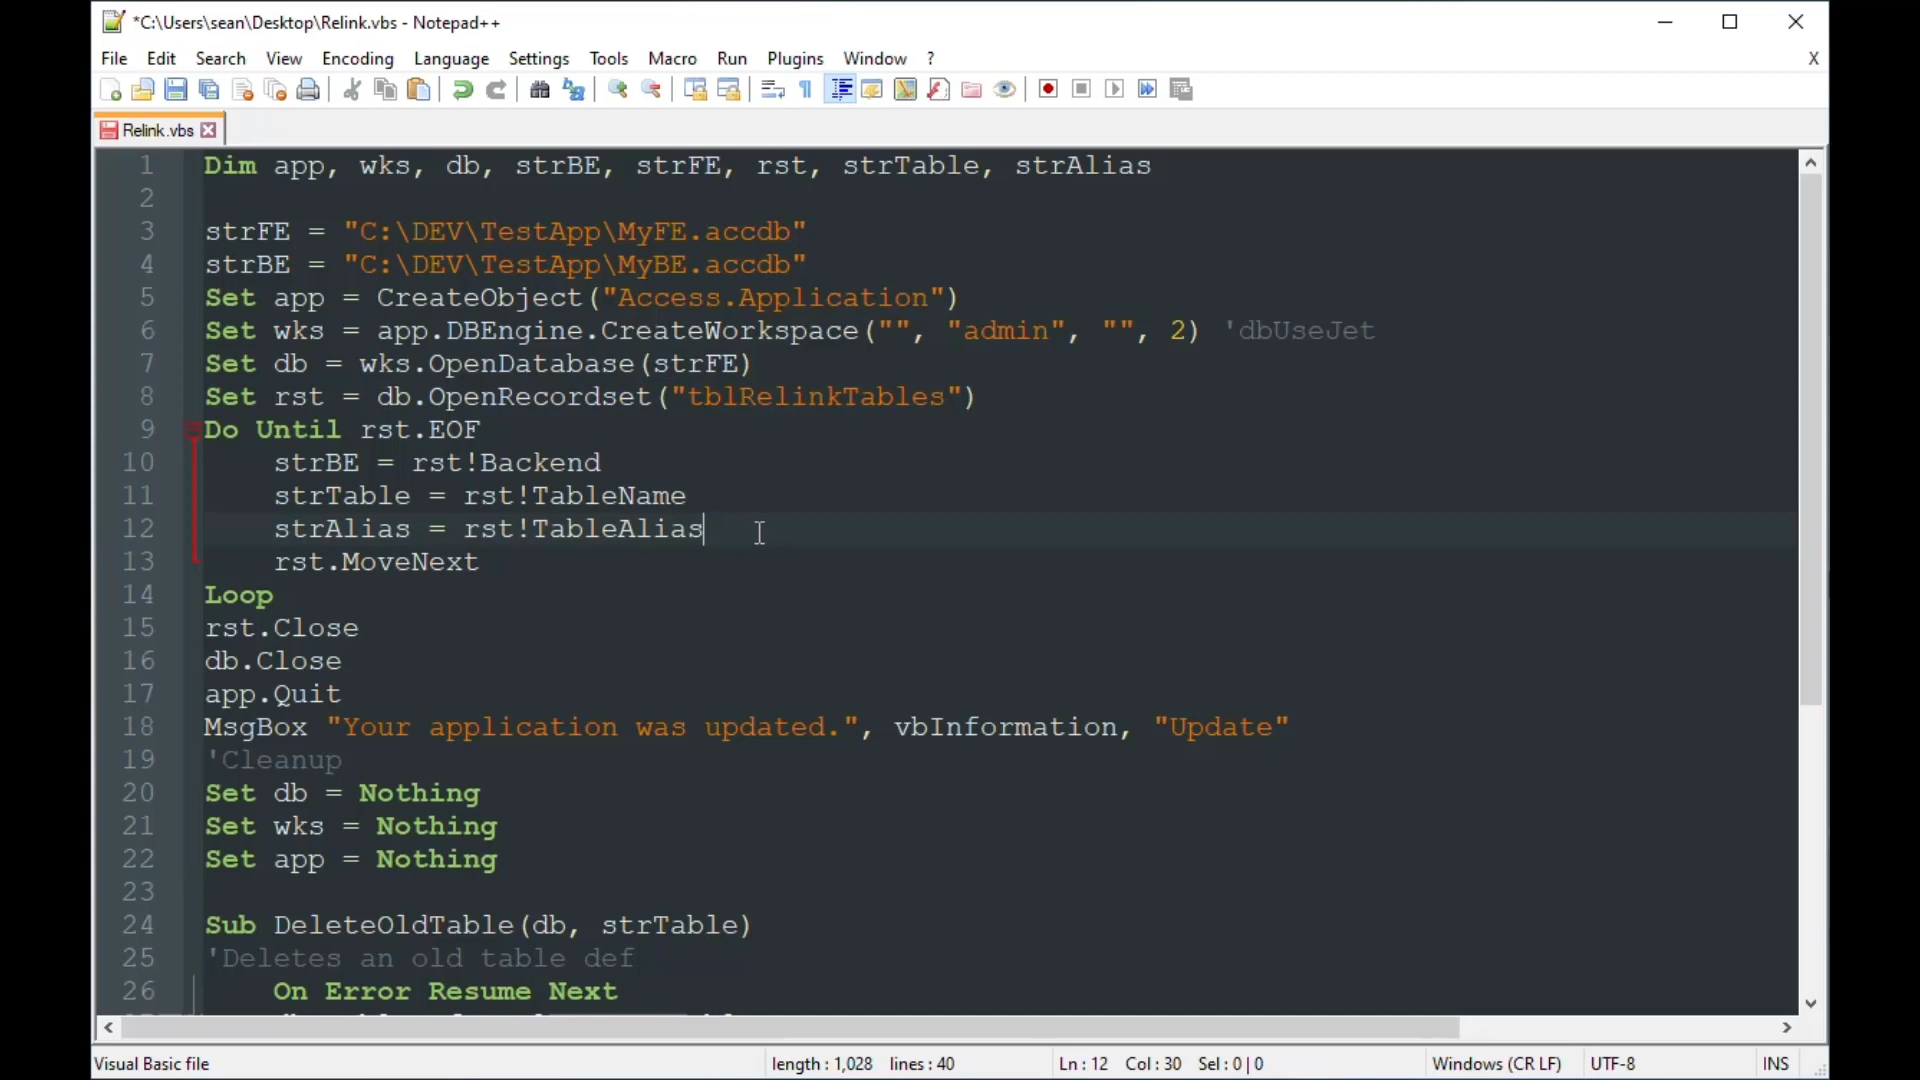 *C:\Users\sean\Desktop\Relink.vbs - Notepad++
File Edit Search View Encoding Language Settings Tools Macro Run Plugins Window ? X
Relink.vbs
1 Dim app, wks, db, strBE, strFE, rst, strTable, strAlias
2
3 strFE = "C:\DEV\TestApp\MyFE.accdb"
4 strBE = "C:\DEV\TestApp\MyBE.accdb"
5 Set app = CreateObject("Access.Application")
6 Set wks = app.DBEngine.CreateWorkspace("", "admin", "", 2) 'dbUseJet
7 Set db = wks.OpenDatabase(strFE)
8 Set rst = db.OpenRecordset("tblRelinkTables")
9 Do Until rst.EOF
10 strBE = rst!Backend
11 strTable = rst!TableName
12 strAlias = rst!TableAlias
13 rst.MoveNext
14 Loop
15 rst.Close
16 db.Close
17 app.Quit
18 MsgBox "Your application was updated.", vbInformation, "Update"
19 'Cleanup
20 Set db = Nothing
21 Set wks = Nothing
22 Set app = Nothing
23
24 Sub DeleteOldTable(db, strTable)
25 'Deletes an old table def
26 On Error Resume Next
Visual Basic file length : 1,028 lines : 40 Ln : 12 Col : 30 Sel : 0 | 0 Windows (CR LF) UTF-8 INS